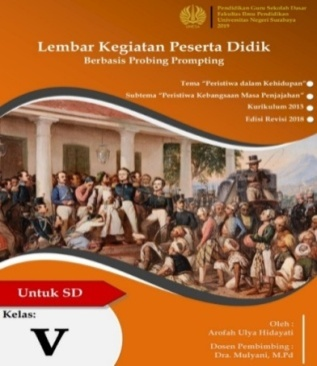 Pendidikan Guru Sekolah Dasar
Fakultas Ilmu Pendidikan
Universitas Negeri Surabaya
2019
Lembar Kegiatan Peserta Didik
Berbasis Probing Prompting
Tema "Peristiwa dalam Kehidupan"
Subtema "Peristiwa Kebangsaan Masa Penjajahan"
Kurikulum 2013
Edisi Revisi 2018
Untuk SD
Kelas:
V
Oleh :
Arofah Ulya Hidayati
Dosen Pembimbing :
Dra. Mulyani, M.Pd